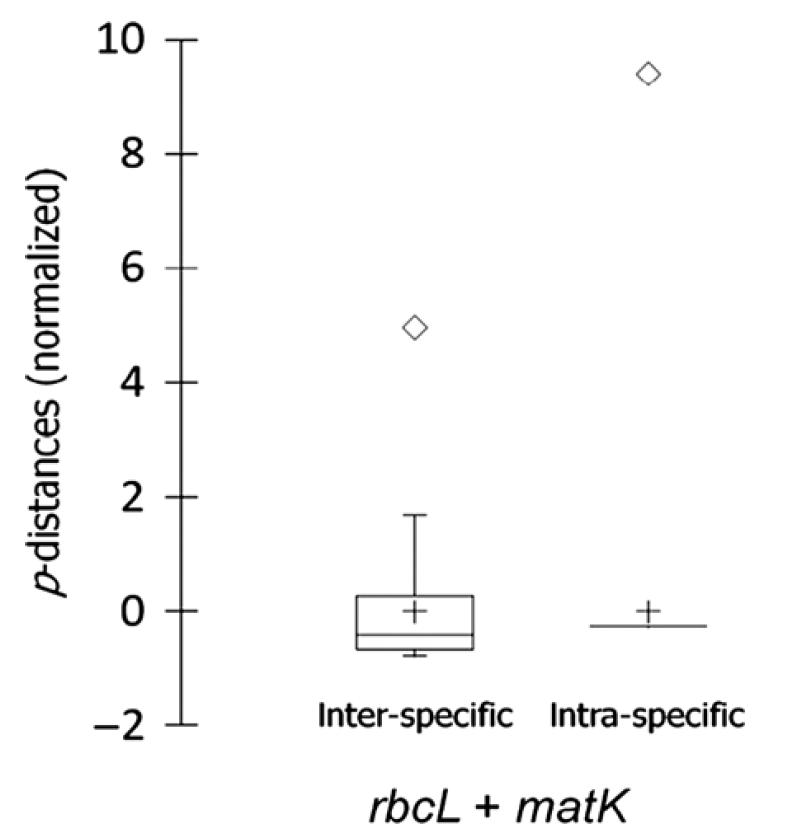 10
8
6
4
2
0
−2
p-distances (normalized)
Inter-specific
Intra-specific
rbcL + matK